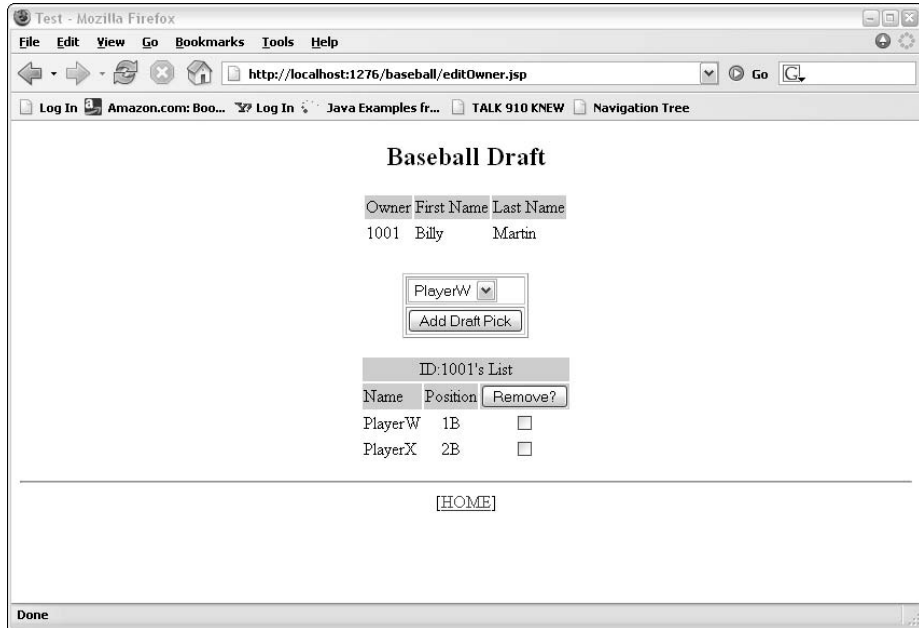 Test - Mozilla Firefox
File Edit View Go Bookmarks Tools Help
http://localhost:1276/baseball/editOwner.jsp Go G
Log In Amazon.com: Boo... Log In Java Examples fr... TALK 910 KNEW Navigation Tree
Baseball Draft
Owner First Name Last Name
1001 Billy Martin
PlayerW
Add Draft Pick
ID:1001's List
Name Position Remove?
PlayerW 1B
PlayerX 2B
[HOME]
Done